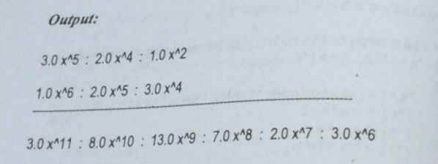 Output:
3.0 x^5 : 2.0 x^4 : 1.0 x^2
1.0 x^6 : 2.0 x^5 : 3.0 x^4
3.0 x^11 : 8.0 x^10 : 13.0 x^9 : 7.0 x^8 : 2.0 x^7 : 3.0 x^6